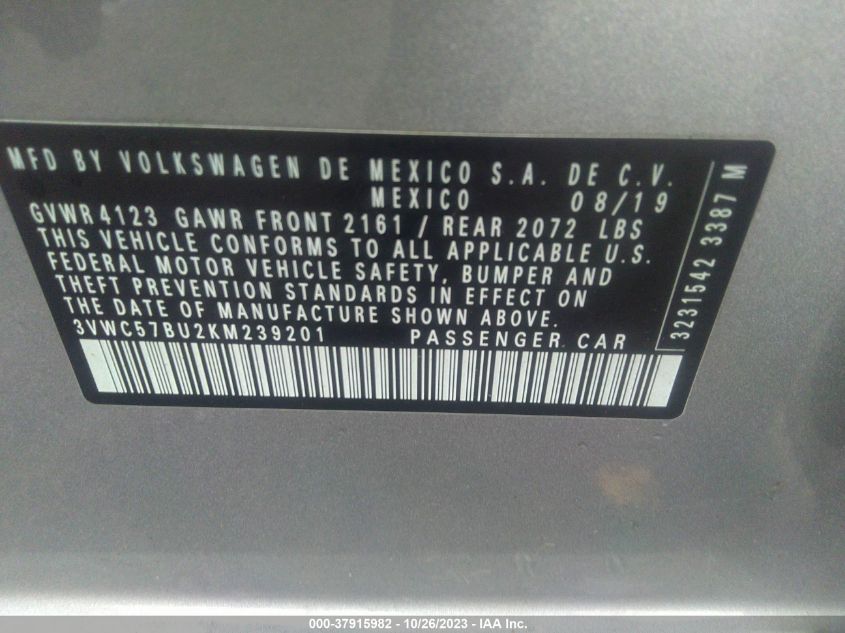 MFD BY VOLKSWAGEN DE MEXICO S.A. DE C.V.
MEXICO 08/19
GVWR 4123 GAWR FRONT 2161 / REAR 2072 LBS
THIS VEHICLE CONFORMS TO ALL APPLICABLE U.S.
FEDERAL MOTOR VEHICLE SAFETY, BUMPER AND
THEFT PREVENTION STANDARDS IN EFFECT ON
THE DATE OF MANUFACTURE SHOWN ABOVE.
3VWC57BU2KM239201 PASSENGER CAR
3231542 3387 M
000-37915982 - 10/26/2023 - IAA Inc.